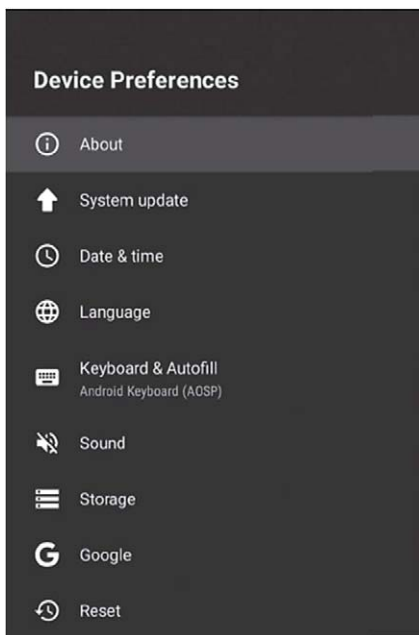 Device Preferences
About
System update
Date & time
Language
Keyboard & Autofill
Android Keyboard (AOSP)
Sound
Storage
Google
Reset